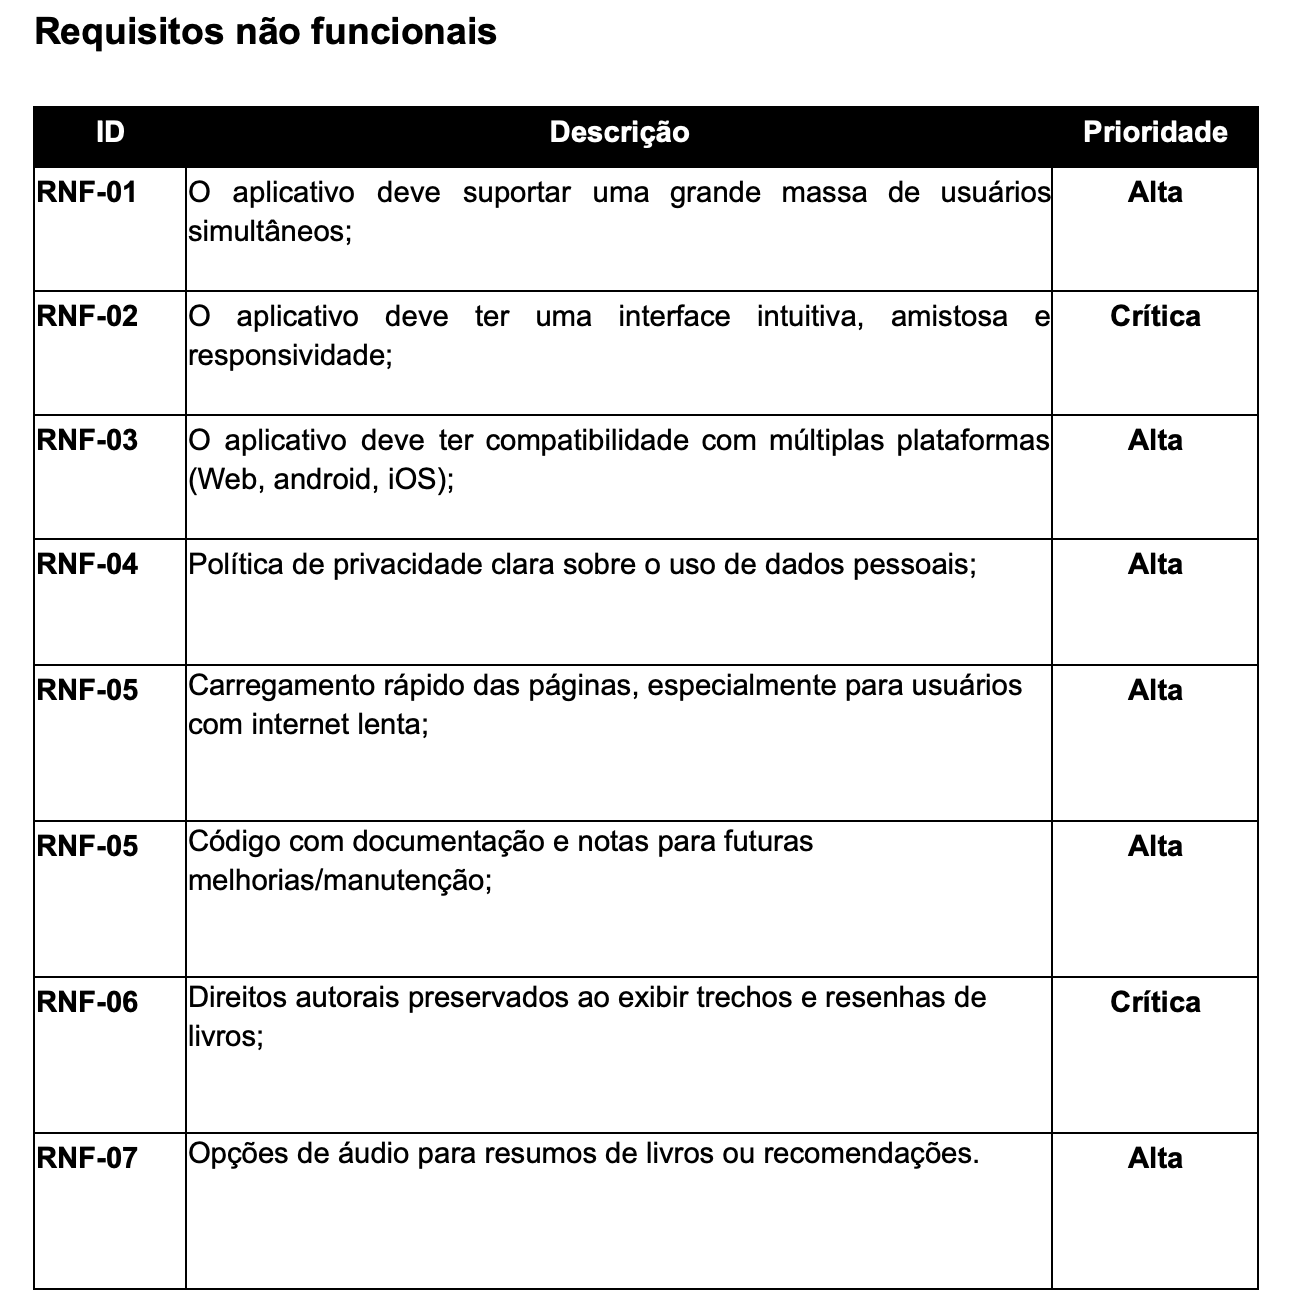 Requisitos não funcionais
ID Descrição Prioridade
RNF-01 O aplicativo deve suportar uma grande massa de usuários Alta
simultâneos;
RNF-02 O aplicativo deve ter uma interface intuitiva, amistosa e Crítica
responsividade;
RNF-03 O aplicativo deve ter compatibilidade com múltiplas plataformas Alta
(Web, android, iOS);
RNF-04 Política de privacidade clara sobre o uso de dados pessoais; Alta
RNF-05 Carregamento rápido das páginas, especialmente para usuários Alta
com internet lenta;
RNF-05 Código com documentação e notas para futuras Alta
melhorias/manutenção;
RNF-06 Direitos autorais preservados ao exibir trechos e resenhas de Crítica
livros;
RNF-07 Opções de áudio para resumos de livros ou recomendações. Alta